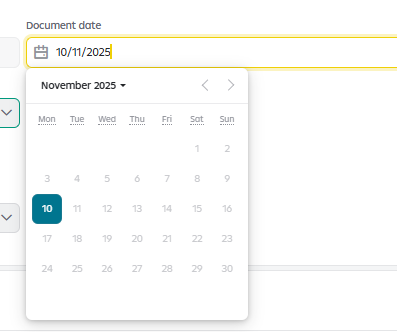 Document date
10/11/2025
November 2025
Mon Tue Wed Thu Fri Sat Sun
1 2
3 4 5 6 7 8 9
10 11 12 13 14 15 16
17 18 19 20 21 22 23
24 25 26 27 28 29 30